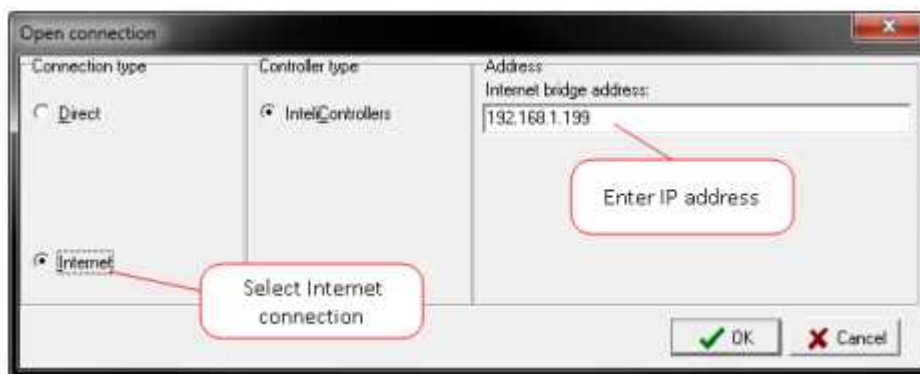 Open connection
Connection type
Controller type
Address
Internet bridge address:
Direct
InteliControllers
192.168.1.199
Enter IP address
Internet
Select Internet
connection
OK
Cancel